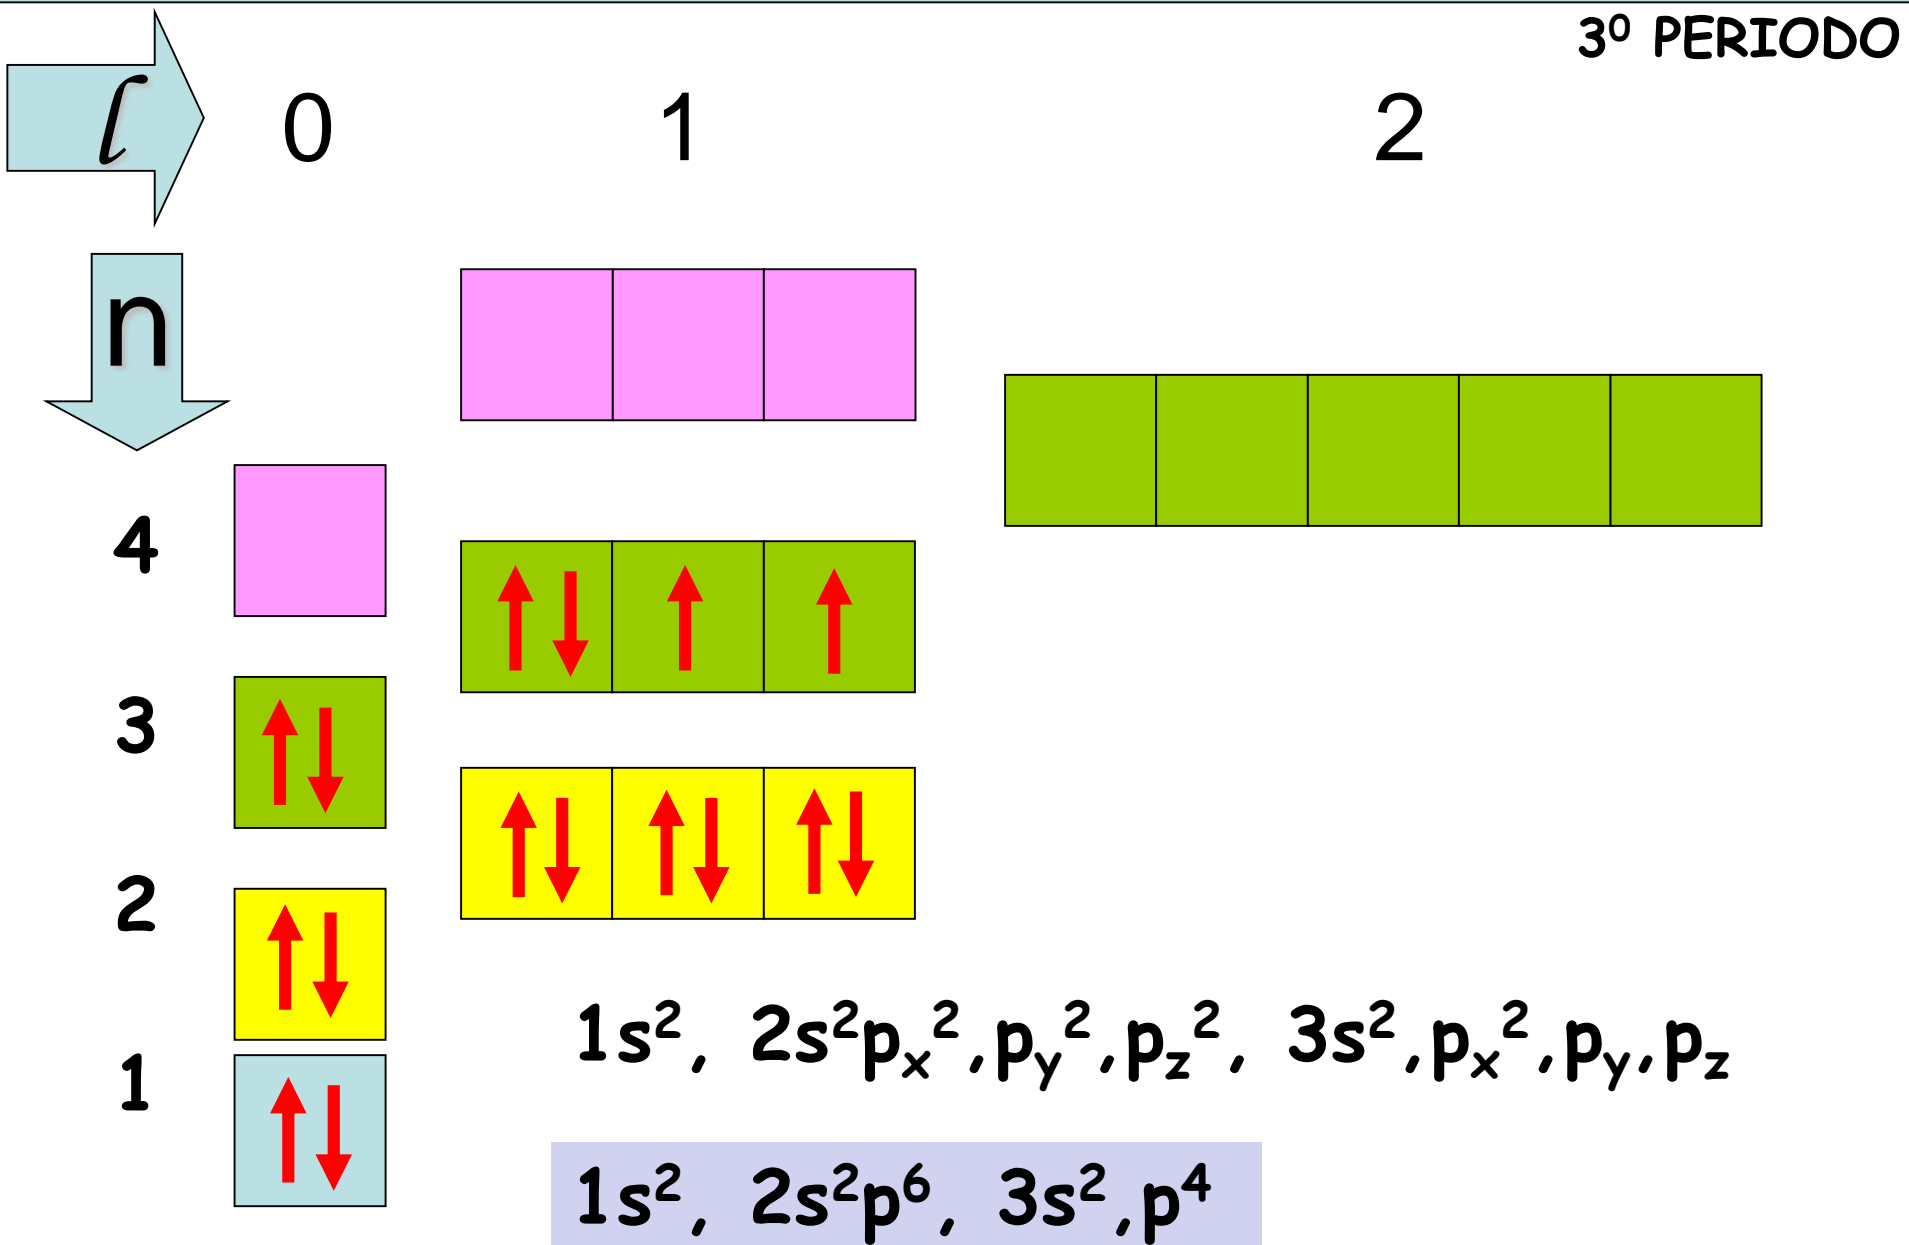 3⁰ PERIODO
l 0 1 2
n
4
3
2
1
1s², 2s²pₓ²,pᵧ²,p_z², 3s²,pₓ²,pᵧ,p_z
1s², 2s²p⁶, 3s²,p⁴